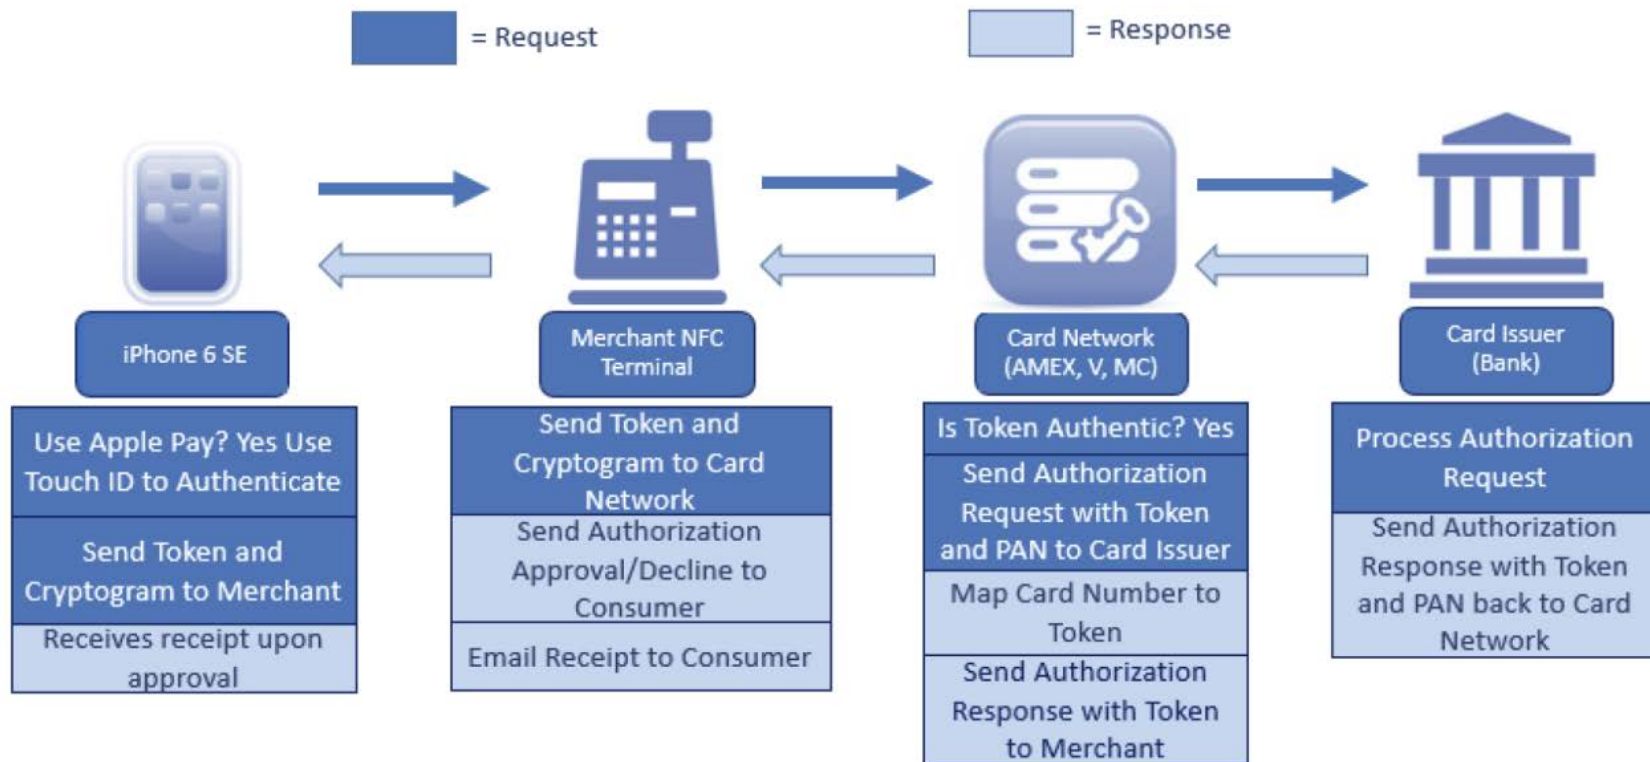 = Request
= Response
iPhone 6 SE
Merchant NFC
Terminal
Card Network
(AMEX, V, MC)
Card Issuer
(Bank)
Use Apple Pay? Yes Use
Touch ID to Authenticate
Send Token and
Cryptogram to Merchant
Receives receipt upon
approval
Send Token and
Cryptogram to Card
Network
Send Authorization
Approval/Decline to
Consumer
Email Receipt to Consumer
Is Token Authentic? Yes
Send Authorization
Request with Token
and PAN to Card Issuer
Map Card Number to
Token
Send Authorization
Response with Token
to Merchant
Process Authorization
Request
Send Authorization
Response with Token
and PAN back to Card
Network